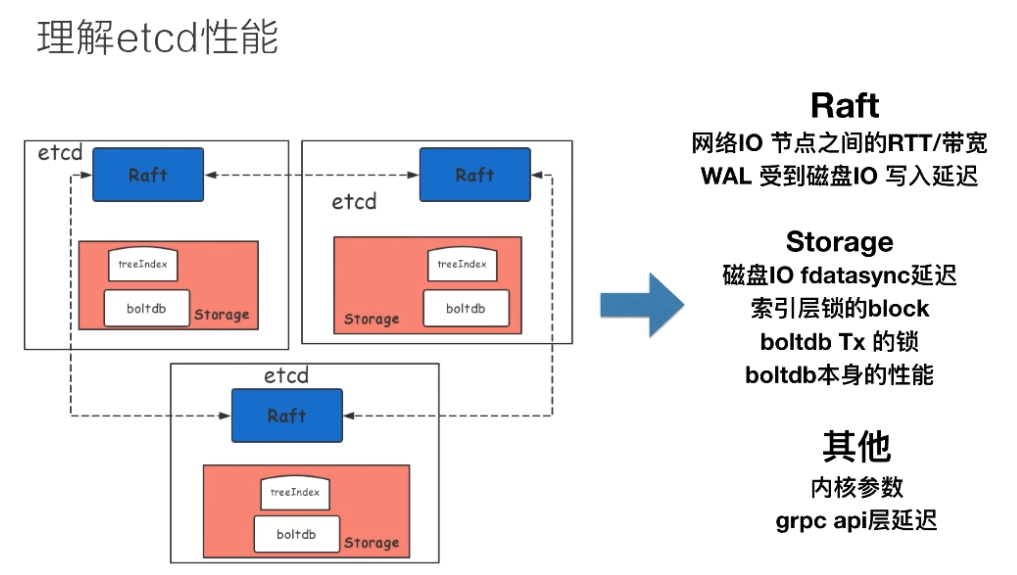 理解etcd性能
etcd
Raft
treeIndex
boltdb
Storage
Raft
etcd
treeIndex
boltdb
Storage
etcd
Raft
treeIndex
boltdb
Storage
Raft
网络IO 节点之间的RTT/带宽
WAL 受到磁盘IO 写入延迟
Storage
磁盘IO fdatasync延迟
索引层锁的block
boltdb Tx 的锁
boltdb本身的性能
其他
内核参数
grpc api层延迟